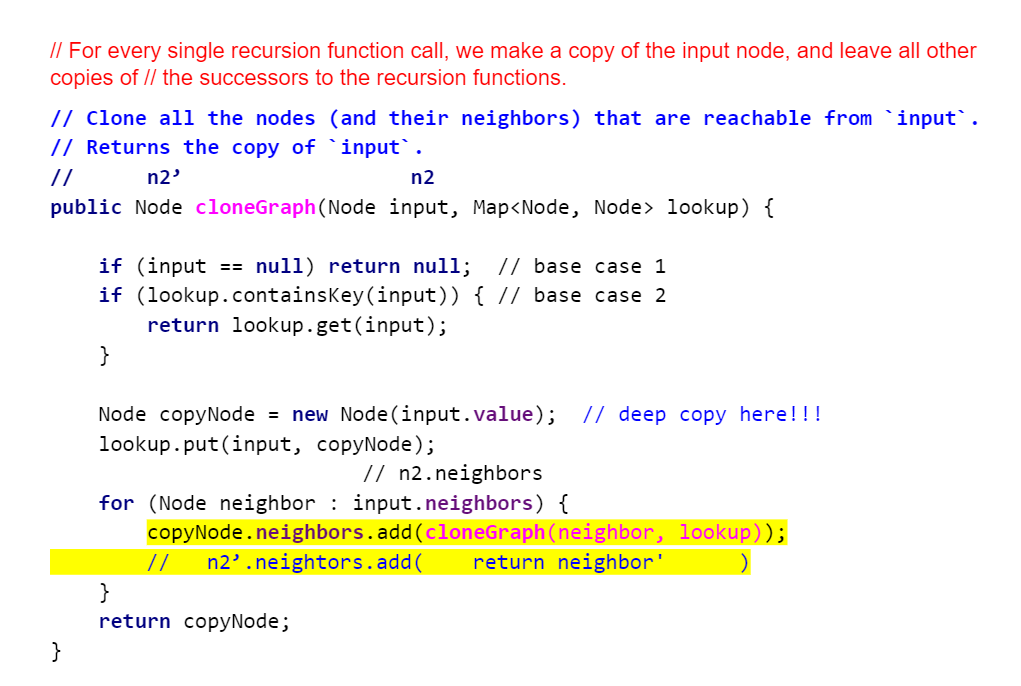 // For every single recursion function call, we make a copy of the input node, and leave all other
copies of // the successors to the recursion functions.
// Clone all the nodes (and their neighbors) that are reachable from `input`.
// Returns the copy of `input`.
//      n2’                   n2
public Node cloneGraph(Node input, Map<Node, Node> lookup) {
    if (input == null) return null;  // base case 1
    if (lookup.containsKey(input)) { // base case 2
        return lookup.get(input);
    }
    Node copyNode = new Node(input.value);  // deep copy here!!!
    lookup.put(input, copyNode);
                          // n2.neighbors
    for (Node neighbor : input.neighbors) {
        copyNode.neighbors.add(cloneGraph(neighbor, lookup));
        //   n2’.neightors.add(    return neighbor'      )
    }
    return copyNode;
}